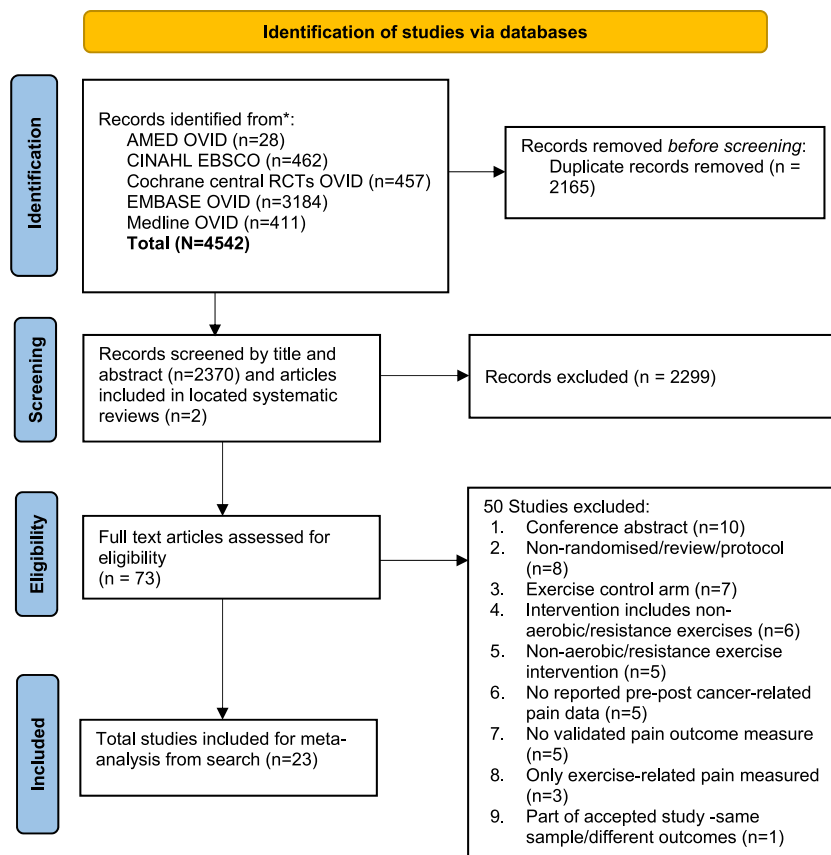 Identification of studies via databases
Identification
Records identified from*:
AMED OVID (n=28)
CINAHL EBSCO (n=462)
Cochrane central RCTs OVID (n=457)
EMBASE OVID (n=3184)
Medline OVID (n=411)
Total (N=4542)
Records removed before screening:
Duplicate records removed (n =
2165)
Screening
Records screened by title and
abstract (n=2370) and articles
included in located systematic
reviews (n=2)
Records excluded (n = 2299)
Eligibility
Full text articles assessed for
eligibility
(n = 73)
50 Studies excluded:
1. Conference abstract (n=10)
2. Non-randomised/review/protocol
(n=8)
3. Exercise control arm (n=7)
4. Intervention includes non-
aerobic/resistance exercises (n=6)
5. Non-aerobic/resistance exercise
intervention (n=5)
6. No reported pre-post cancer-related
pain data (n=5)
7. No validated pain outcome measure
(n=5)
8. Only exercise-related pain measured
(n=3)
9. Part of accepted study -same
sample/different outcomes (n=1)
Included
Total studies included for meta-
analysis from search (n=23)